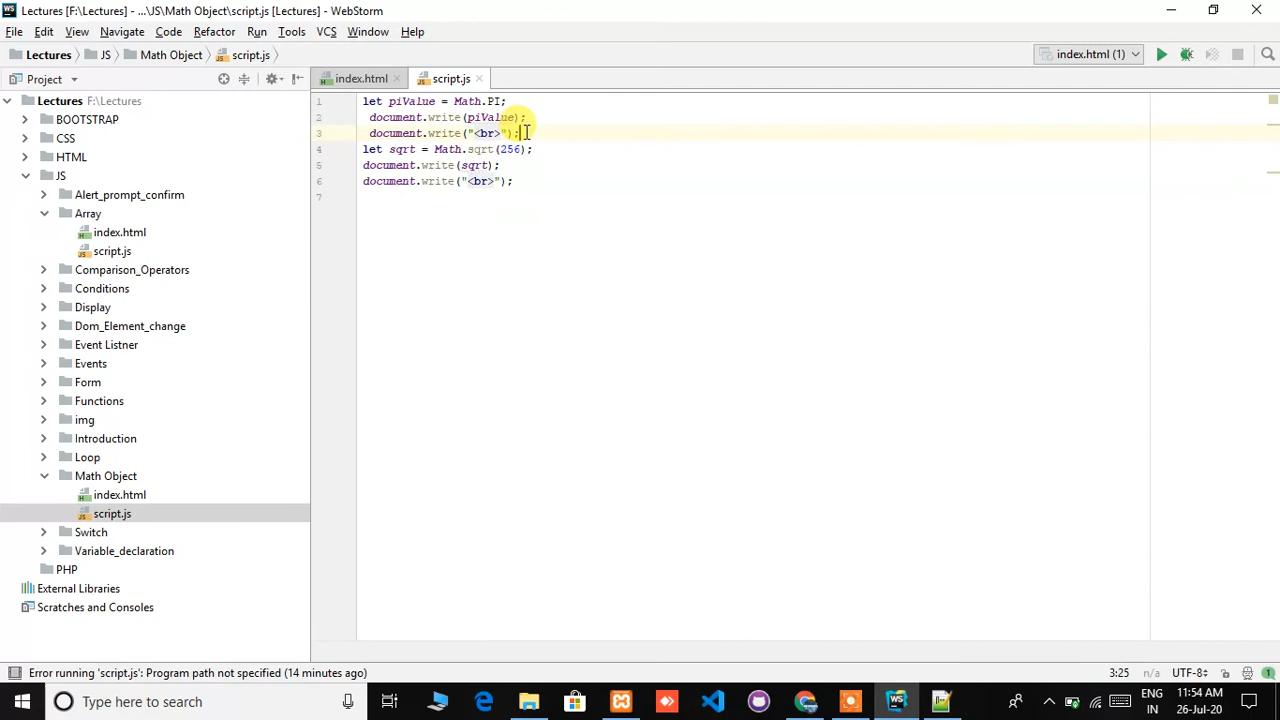 Lectures [F:\Lectures] - ...\JS\Math Object\script.js [Lectures] - WebStorm
File Edit View Navigate Code Refactor Run Tools VCS Window Help
Lectures JS Math Object script.js index.html (1)
Project index.html script.js
Lectures F:\Lectures
BOOTSTRAP
CSS
HTML
JS
Alert_prompt_confirm
Array
index.html
script.js
Comparison_Operators
Conditions
Display
Dom_Element_change
Event Listner
Events
Form
Functions
img
Introduction
Loop
Math Object
index.html
script.js
Switch
Variable_declaration
PHP
External Libraries
Scratches and Consoles
1 let piValue = Math.PI;
2 document.write(piValue);
3 document.write("<br>");
4 let sqrt = Math.sqrt(256);
5 document.write(sqrt);
6 document.write("<br>");
7
Error running 'script.js': Program path not specified (14 minutes ago) 3:25 n/a UTF-8 1
Type here to search
ENG
IN
11:54 AM
26-Jul-20